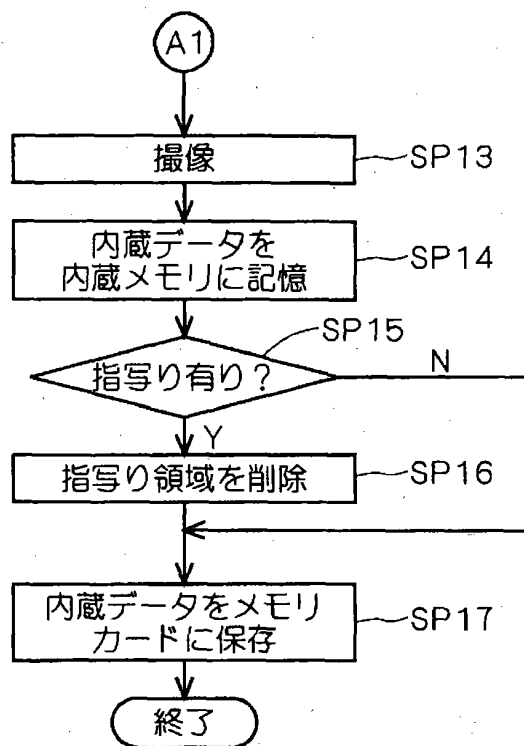 A1
撮像
SP13
内蔵データを
内蔵メモリに記憶
SP14
SP15
指写り有り？
N
Y
指写り領域を削除
SP16
内蔵データをメモリ
カードに保存
SP17
終了